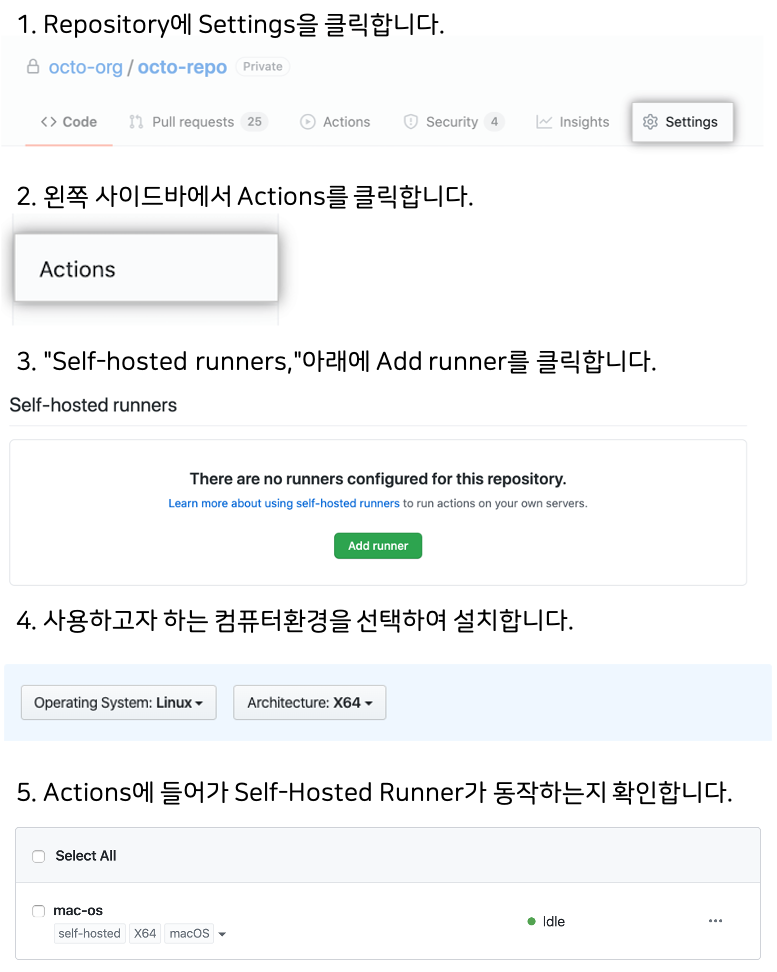 1. Repository에 Settings을 클릭합니다.
octo-org / octo-repo Private
<> Code Pull requests 25 Actions Security 4 Insights Settings
2. 왼쪽 사이드바에서 Actions를 클릭합니다.
Actions
3. "Self-hosted runners,"아래에 Add runner를 클릭합니다.
Self-hosted runners
There are no runners configured for this repository.
Learn more about using self-hosted runners to run actions on your own servers.
Add runner
4. 사용하고자 하는 컴퓨터환경을 선택하여 설치합니다.
Operating System: Linux Architecture: X64
5. Actions에 들어가 Self-Hosted Runner가 동작하는지 확인합니다.
Select All
mac-os
Idle
self-hosted X64 macOS